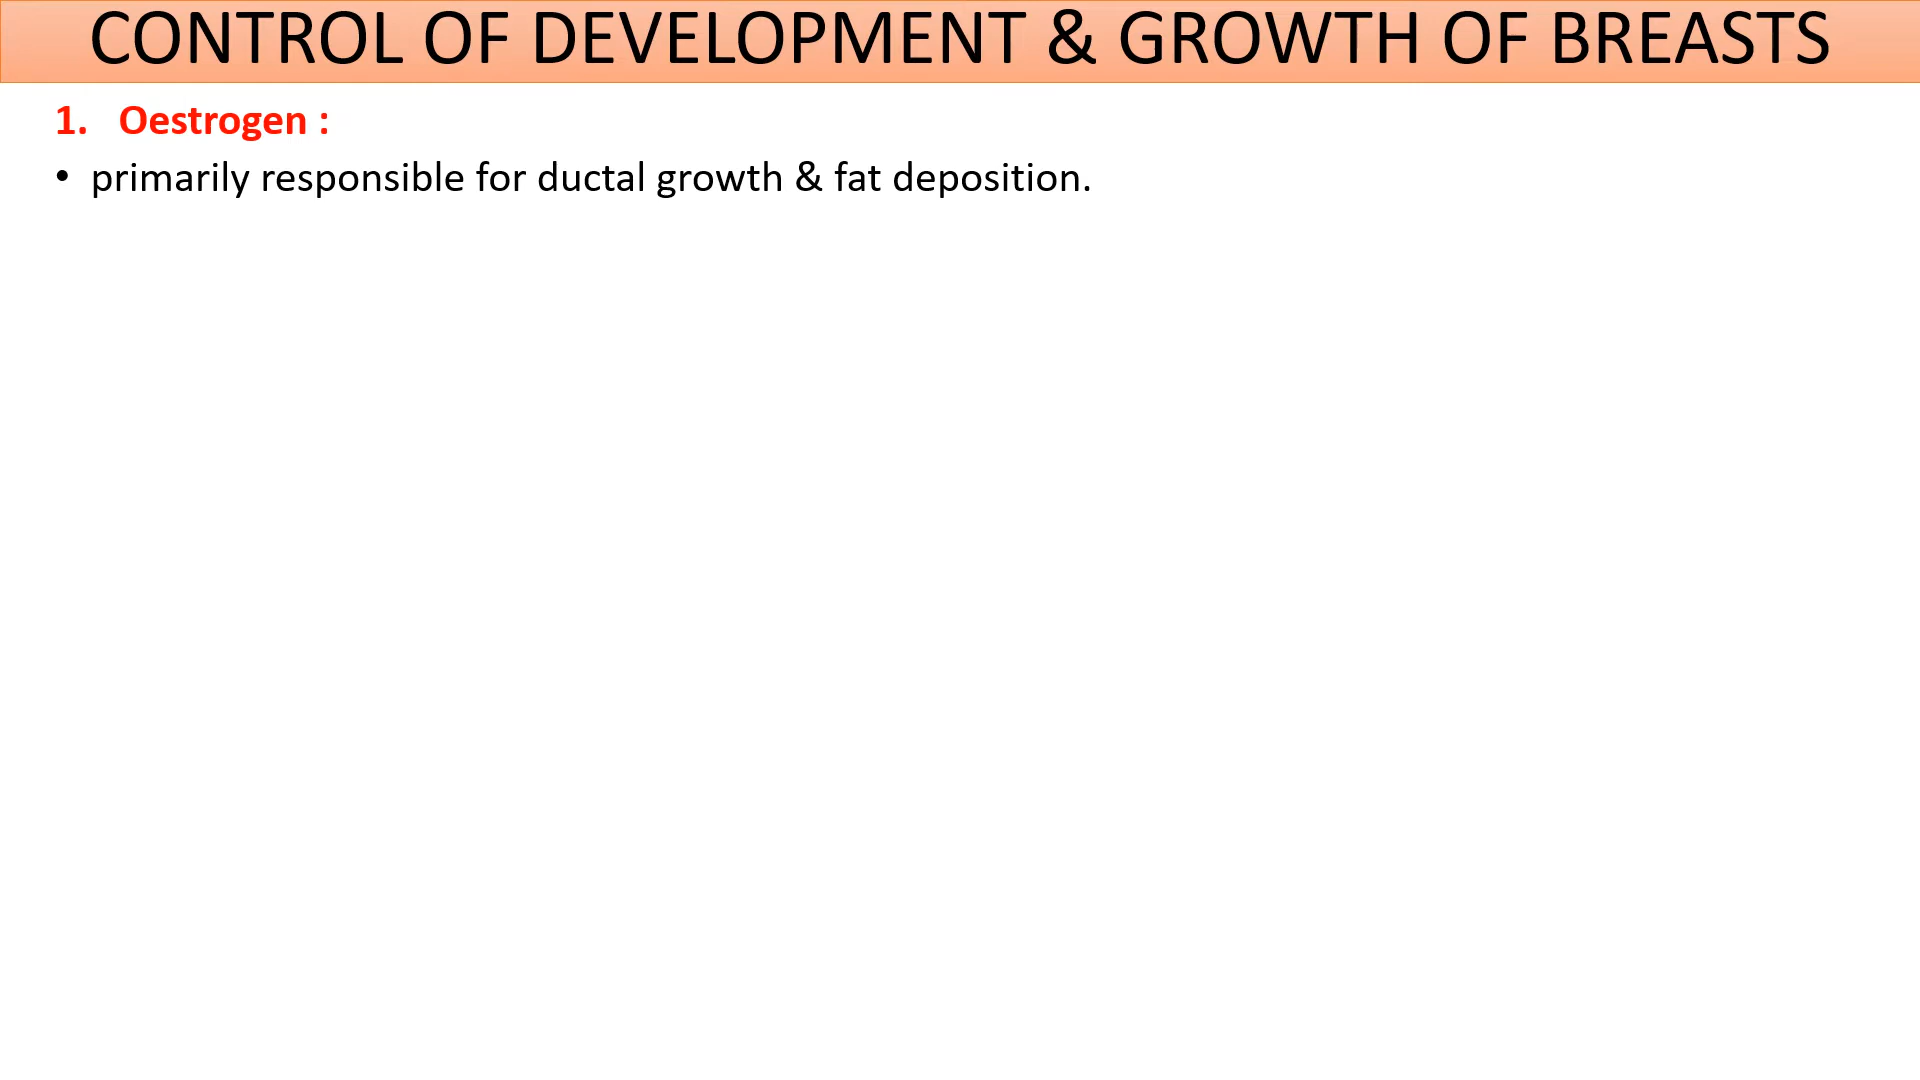 CONTROL OF DEVELOPMENT & GROWTH OF BREASTS
1. Oestrogen :
• primarily responsible for ductal growth & fat deposition.